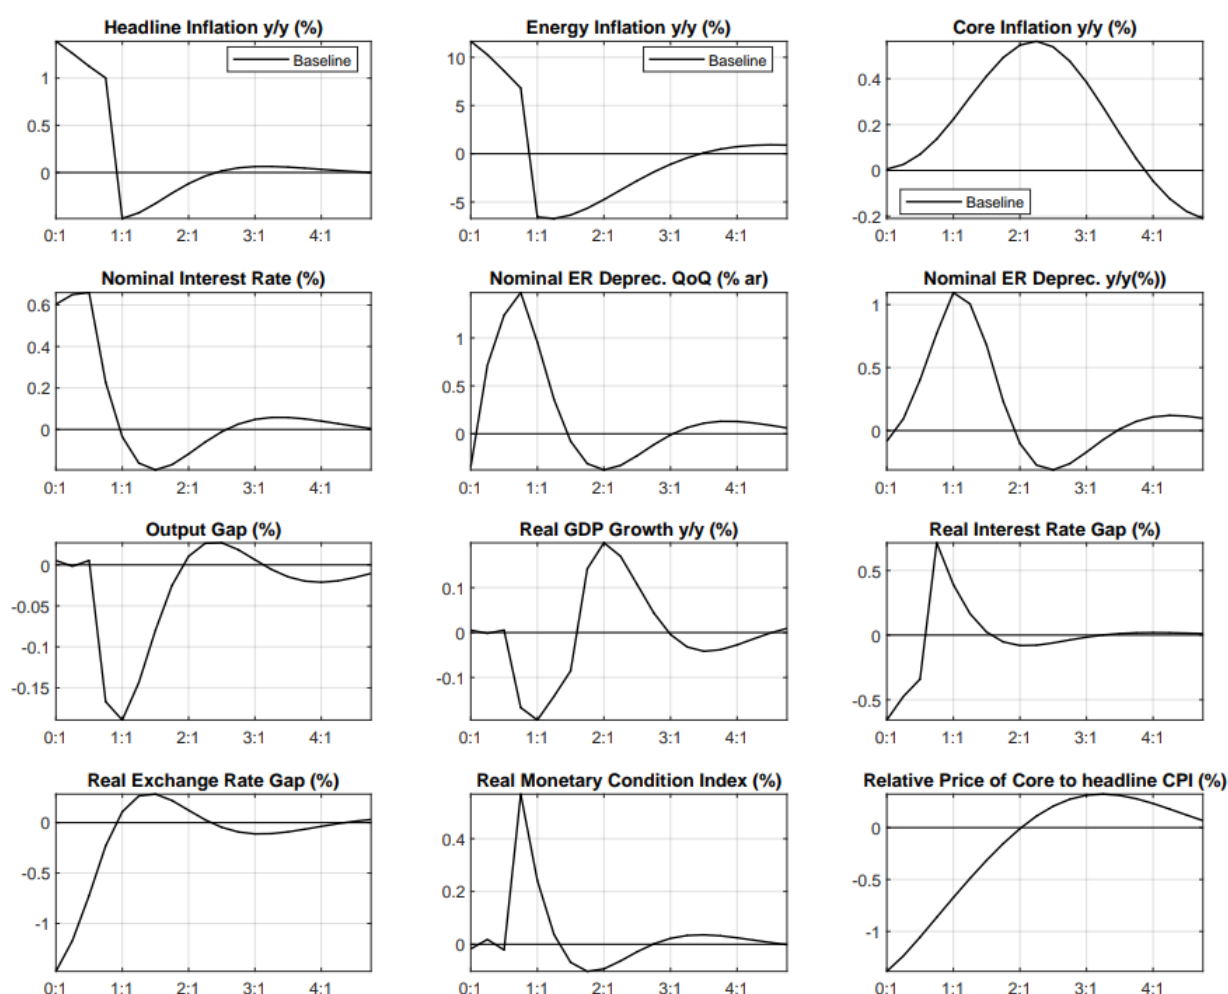 Headline Inflation y/y (%)
Baseline
1
0.5
0
0:1 1:1 2:1 3:1 4:1
Energy Inflation y/y (%)
Baseline
10
5
0
-5
0:1 1:1 2:1 3:1 4:1
Core Inflation y/y (%)
0.4
0.2
0
-0.2
Baseline
0:1 1:1 2:1 3:1 4:1
Nominal Interest Rate (%)
0.6
0.4
0.2
0
0:1 1:1 2:1 3:1 4:1
Nominal ER Deprec. QoQ (% ar)
1
0.5
0
0:1 1:1 2:1 3:1 4:1
Nominal ER Deprec. y/y(%))
1
0.5
0
0:1 1:1 2:1 3:1 4:1
Output Gap (%)
0
-0.05
-0.1
-0.15
0:1 1:1 2:1 3:1 4:1
Real GDP Growth y/y (%)
0.1
0
-0.1
0:1 1:1 2:1 3:1 4:1
Real Interest Rate Gap (%)
0.5
0
-0.5
0:1 1:1 2:1 3:1 4:1
Real Exchange Rate Gap (%)
0
-0.5
-1
0:1 1:1 2:1 3:1 4:1
Real Monetary Condition Index (%)
0.4
0.2
0
0:1 1:1 2:1 3:1 4:1
Relative Price of Core to headline CPI (%)
0
-0.5
-1
0:1 1:1 2:1 3:1 4:1